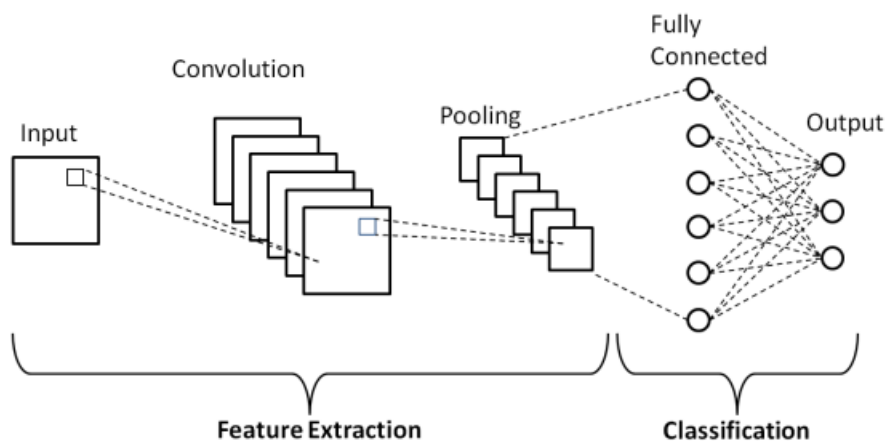 Input
Convolution
Pooling
Fully
Connected
Output
Feature Extraction
Classification